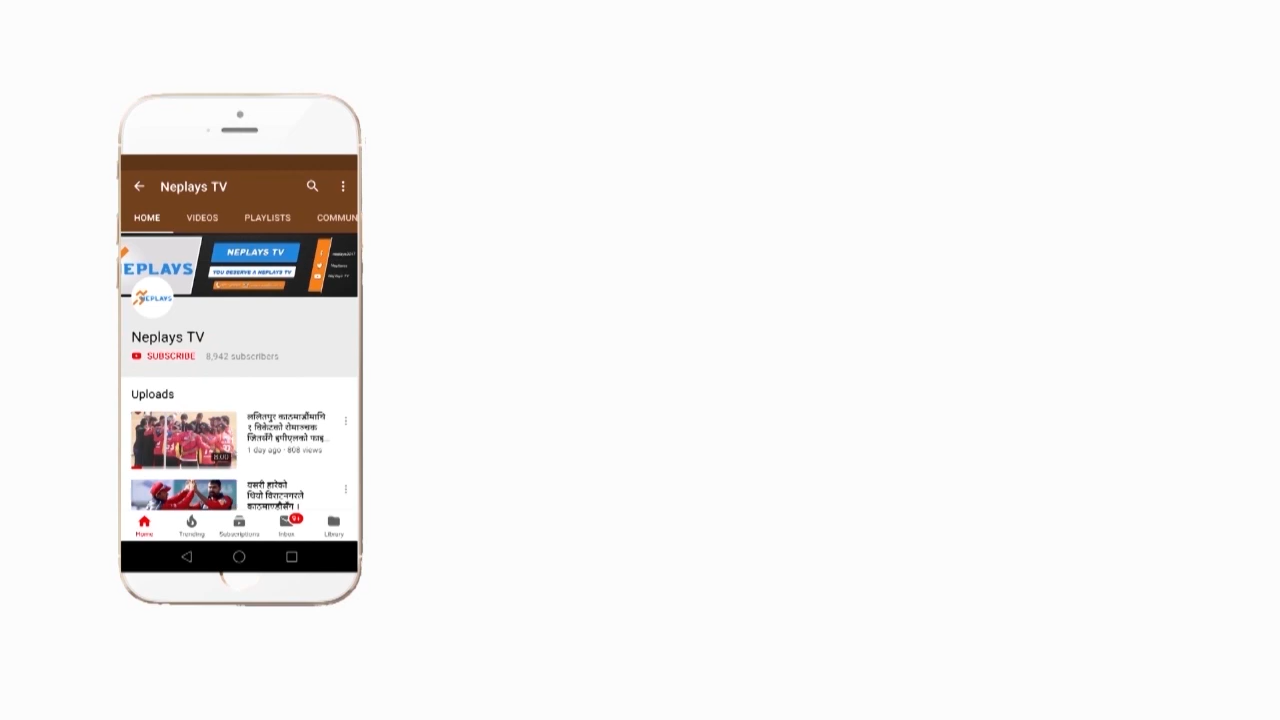 Neplays TV
HOME VIDEOS PLAYLISTS COMMUN
EPLAYS
NEPLAYS TV
YOU DESERVE A NEPLAYS TV
NEPLAYS
Neplays TV
SUBSCRIBE 8,942 subscribers
Uploads
ललितपुर काठमाडौंमाथि
र विकेटको रोमाञ्चक
जितसँगै इपीएलको फाइ...
1 day ago · 808 views
8:00
यसरी हारेको
थियो विराटनगरले
काठमाण्डौसँग ।
Home Trending Subscriptions Inbox Library